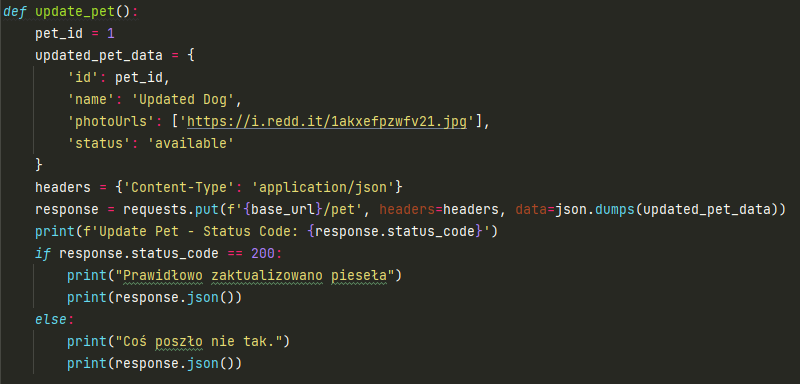 def update_pet():
    pet_id = 1
    updated_pet_data = {
        'id': pet_id,
        'name': 'Updated Dog',
        'photoUrls': ['https://i.redd.it/1akxefpzwfv21.jpg'],
        'status': 'available'
    }
    headers = {'Content-Type': 'application/json'}
    response = requests.put(f'{base_url}/pet', headers=headers, data=json.dumps(updated_pet_data))
    print(f'Update Pet - Status Code: {response.status_code}')
    if response.status_code == 200:
        print("Prawidłowo zaktualizowano pieseła")
        print(response.json())
    else:
        print("Coś poszło nie tak.")
        print(response.json())